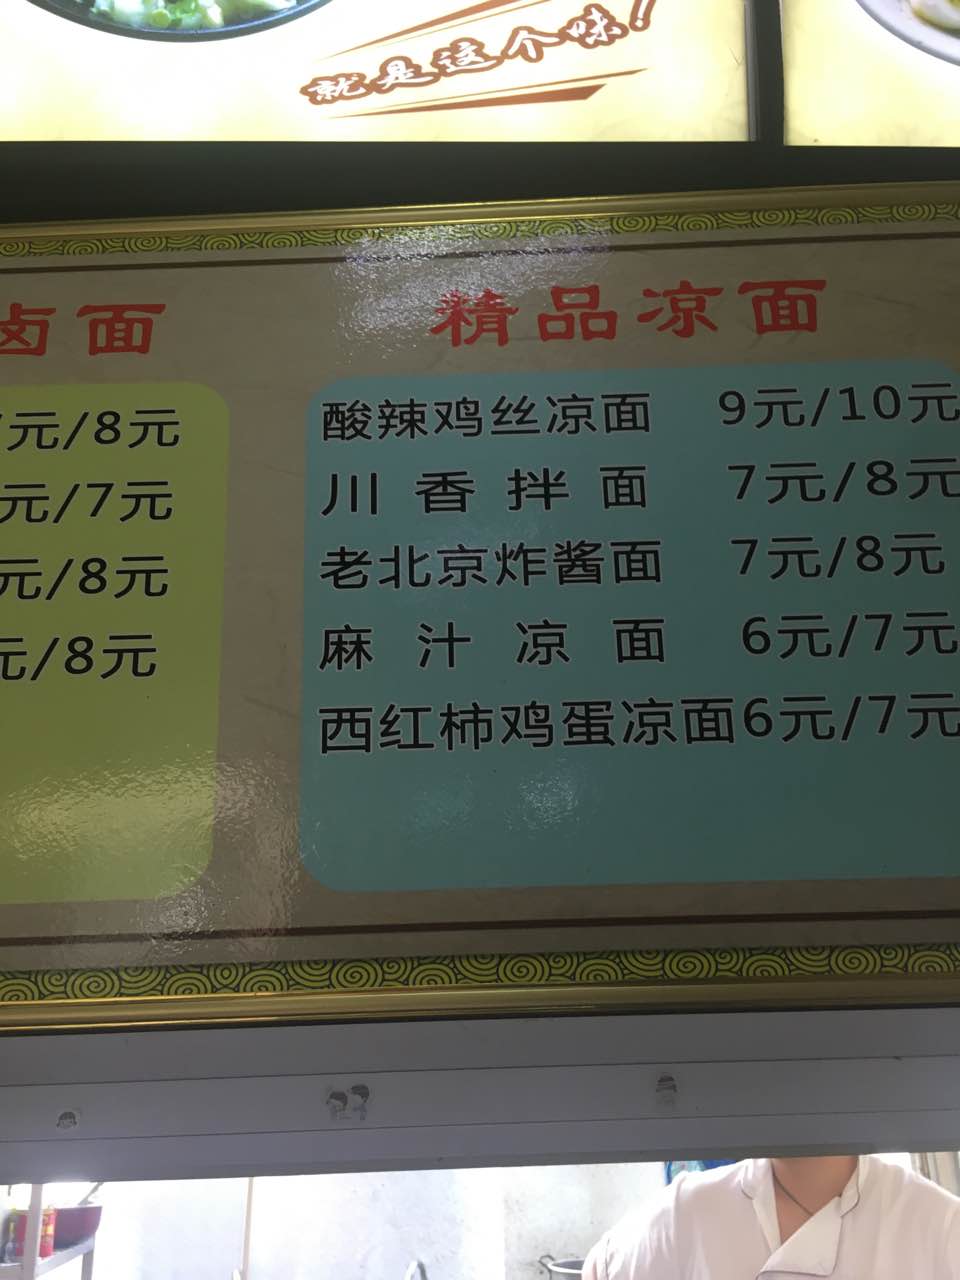 就是这个味!
卤面
精品凉面
7元/8元
元/7元
元/8元
元/8元
酸辣鸡丝凉面 9元/10元
川香拌面 7元/8元
老北京炸酱面 7元/8元
麻汁凉面 6元/7元
西红柿鸡蛋凉面6元/7元